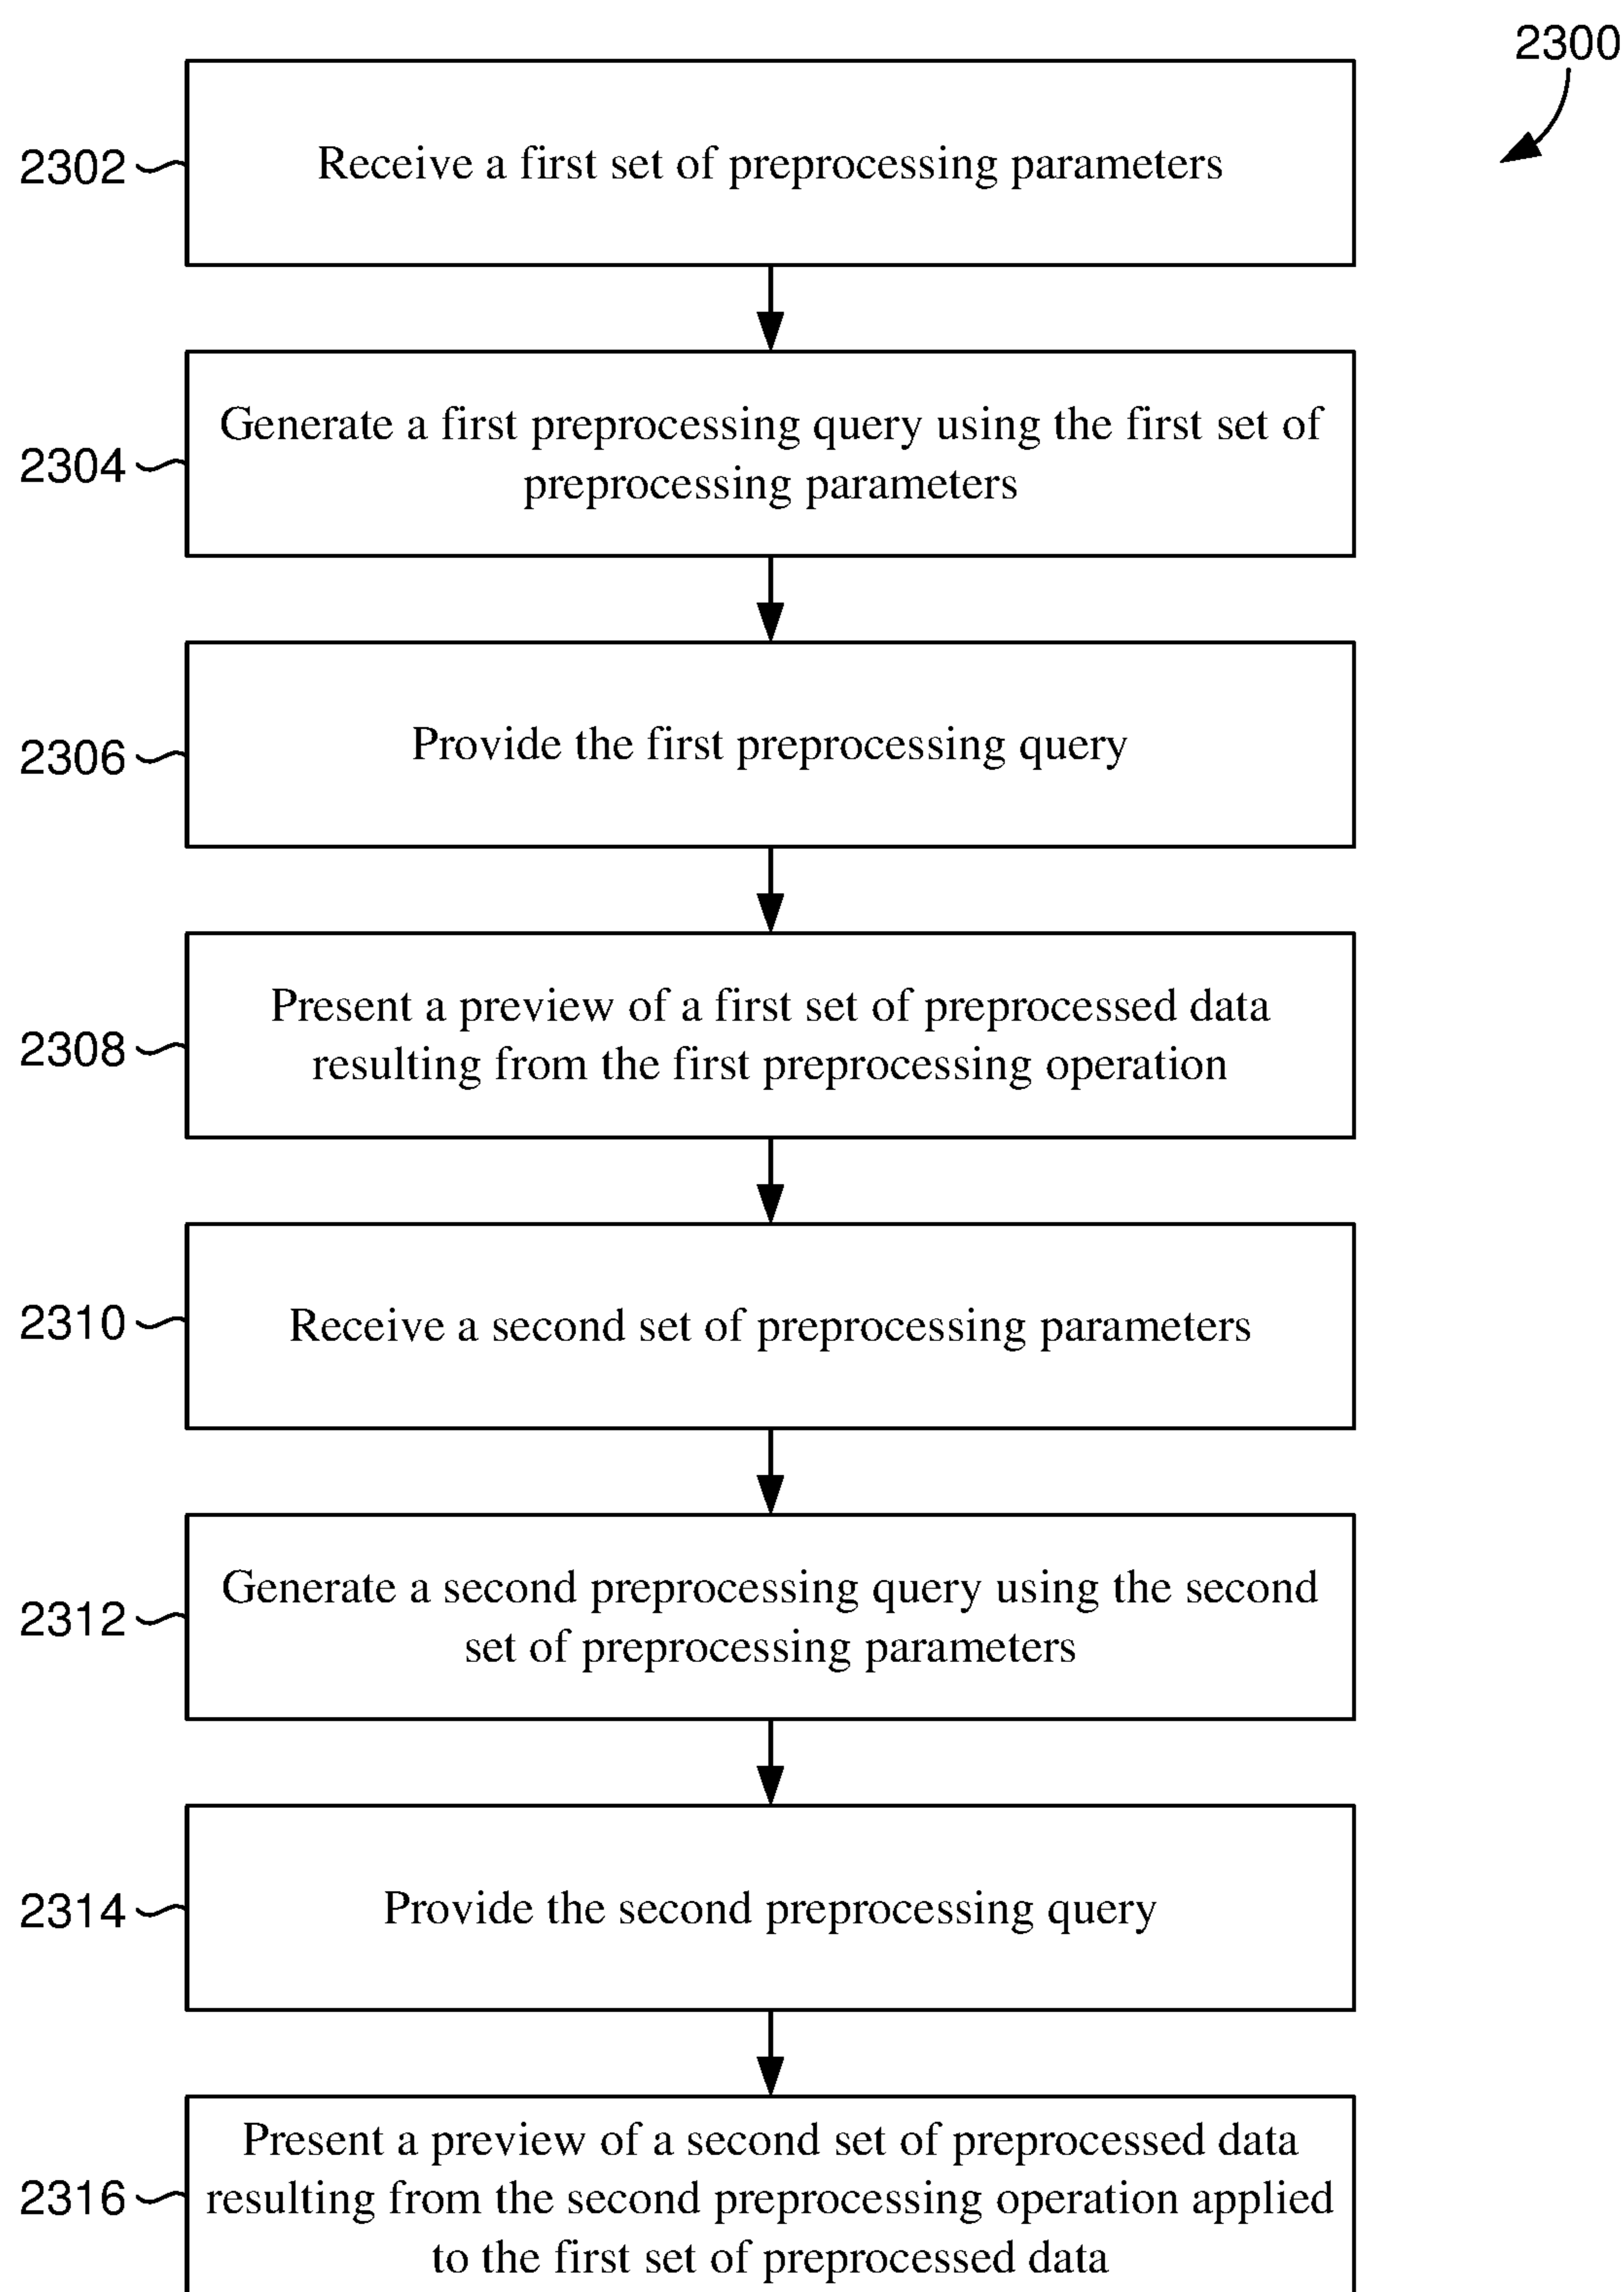 2300
2302
Receive a first set of preprocessing parameters
2304
Generate a first preprocessing query using the first set of
preprocessing parameters
2306
Provide the first preprocessing query
2308
Present a preview of a first set of preprocessed data
resulting from the first preprocessing operation
2310
Receive a second set of preprocessing parameters
2312
Generate a second preprocessing query using the second
set of preprocessing parameters
2314
Provide the second preprocessing query
2316
Present a preview of a second set of preprocessed data
resulting from the second preprocessing operation applied
to the first set of preprocessed data